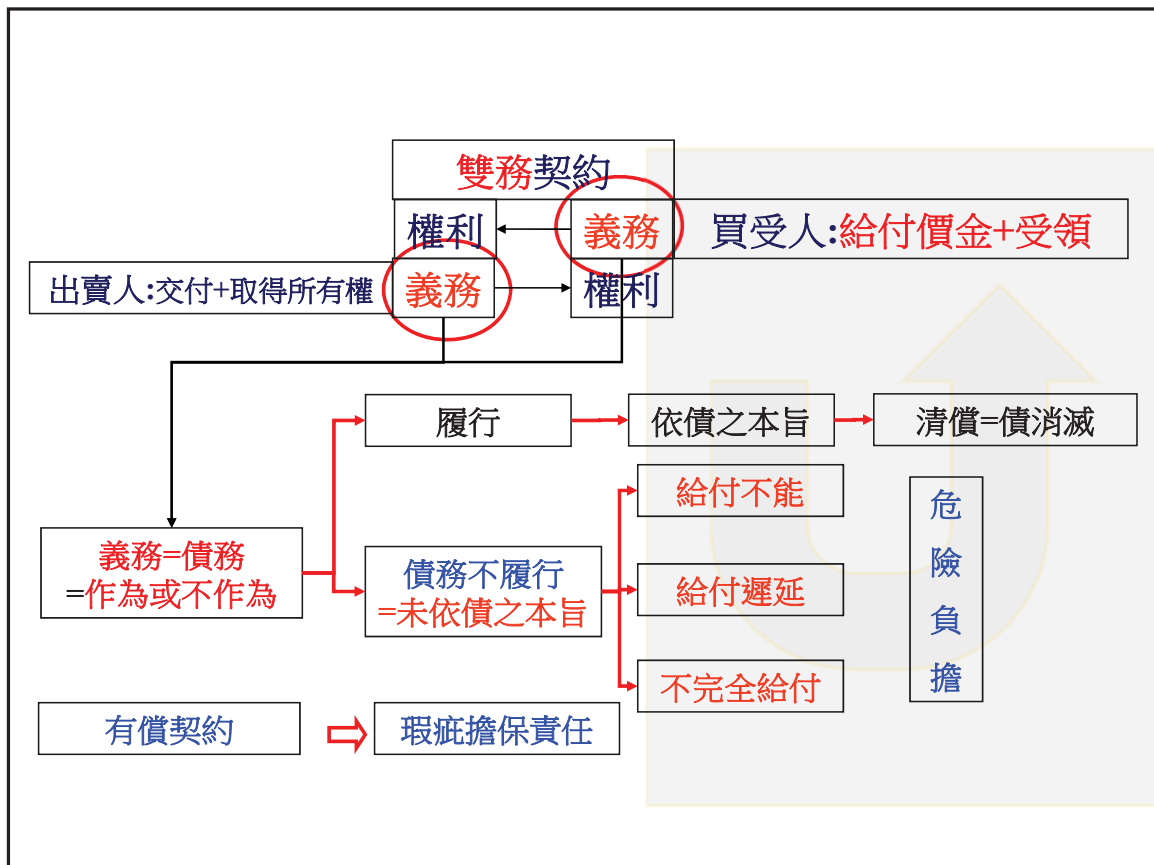 雙務契約
權利
義務
買受人:給付價金+受領
出賣人:交付+取得所有權
義務
權利
履行
依債之本旨
清償=債消滅
給付不能
義務=債務
=作為或不作為
債務不履行
=未依債之本旨
給付遲延
不完全給付
危
險
負
擔
有償契約
瑕疵擔保責任